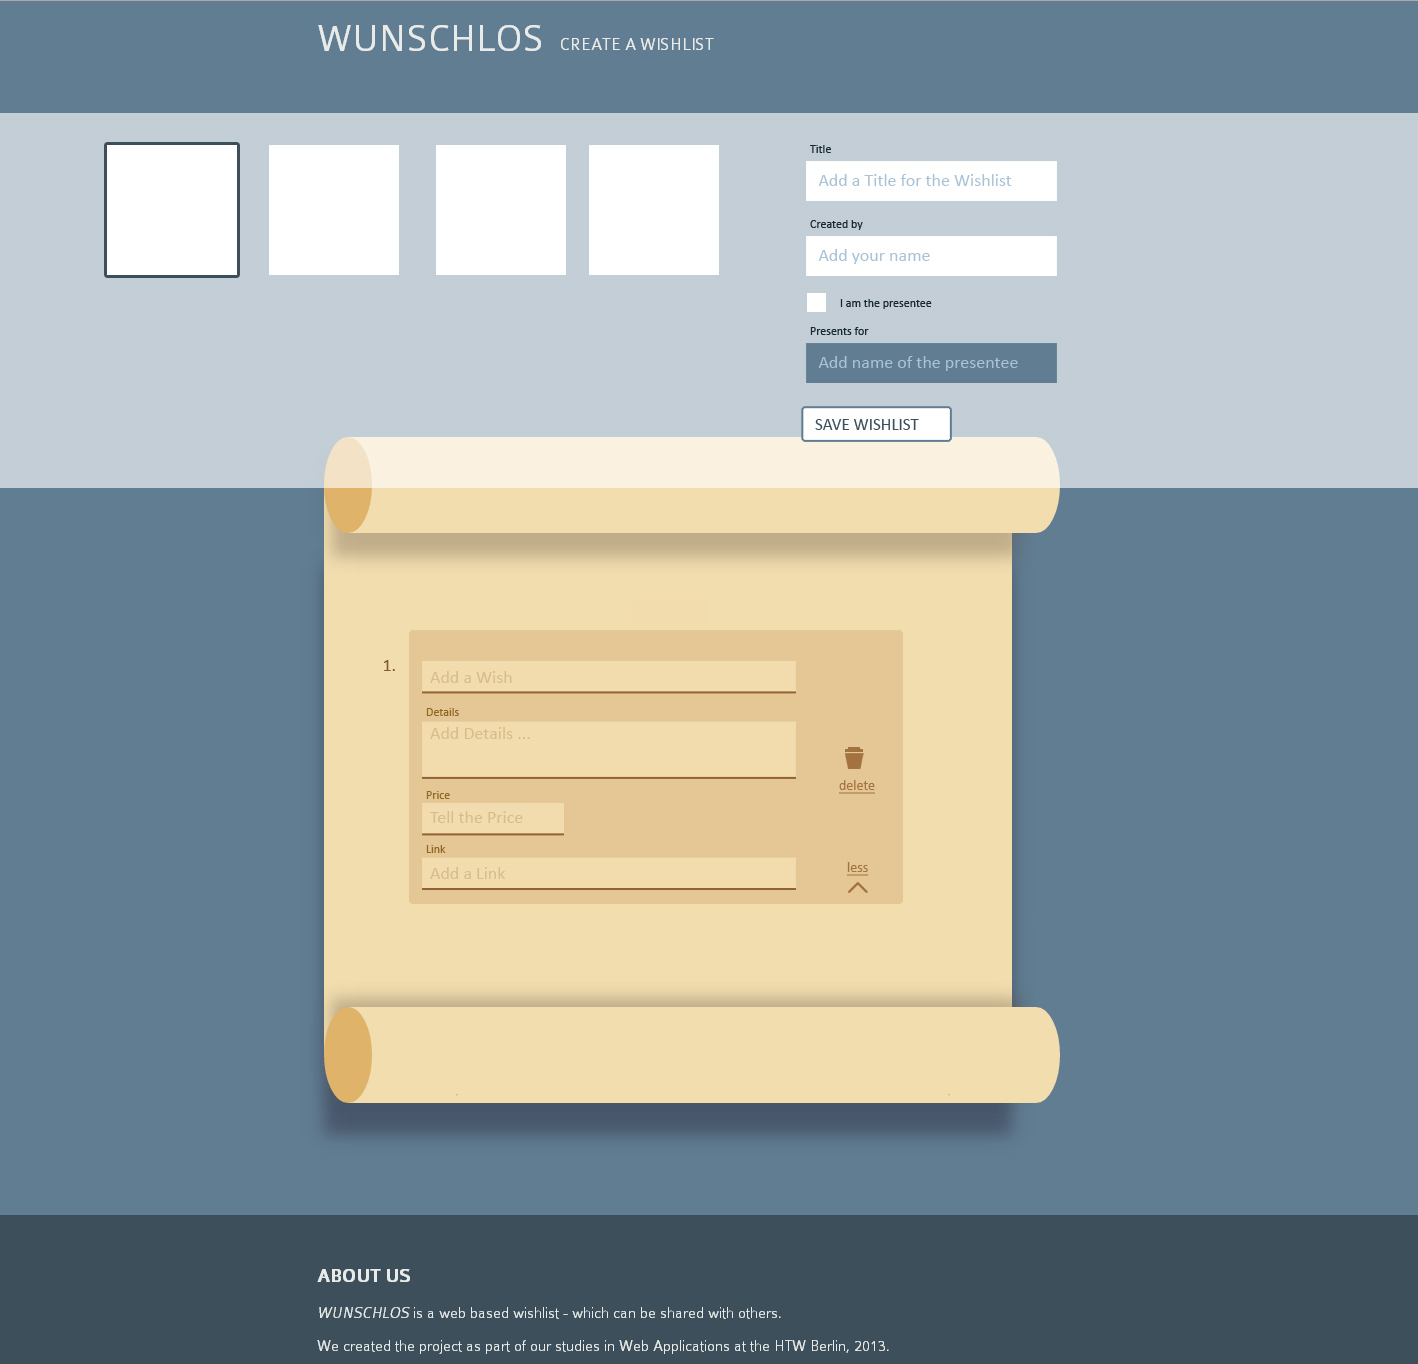 WUNSCHLOS CREATE A WISHLIST
Title
Add a Title for the Wishlist
Created by
Add your name
I am the presentee
Presents for
Add name of the presentee
SAVE WISHLIST
1.
Add a Wish
Details
Add Details ...
delete
Price
Tell the Price
Link
less
Add a Link
ABOUT US
WUNSCHLOS is a web based wishlist - which can be shared with others.
We created the project as part of our studies in Web Applications at the HTW Berlin, 2013.